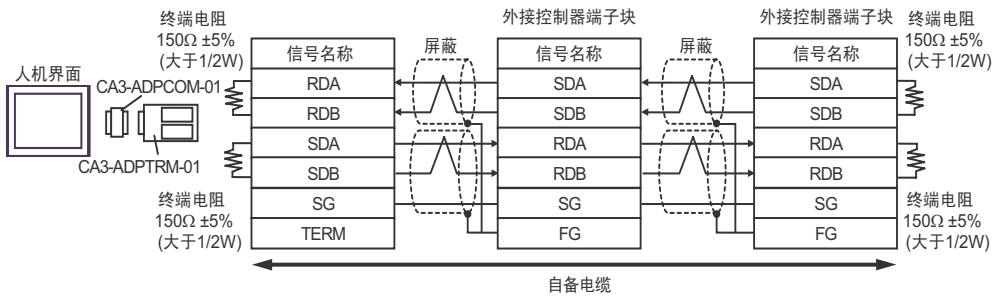 终端电阻
150Ω ±5%
(大于1/2W)
外接控制器端子块
外接控制器端子块
终端电阻
150Ω ±5%
(大于1/2W)
人机界面
CA3-ADPCOM-01
CA3-ADPTRM-01
信号名称
RDA
RDB
SDA
SDB
SG
TERM
屏蔽
信号名称
SDA
SDB
RDA
RDB
SG
FG
屏蔽
信号名称
SDA
SDB
RDA
RDB
SG
FG
终端电阻
150Ω ±5%
(大于1/2W)
终端电阻
150Ω ±5%
(大于1/2W)
自备电缆